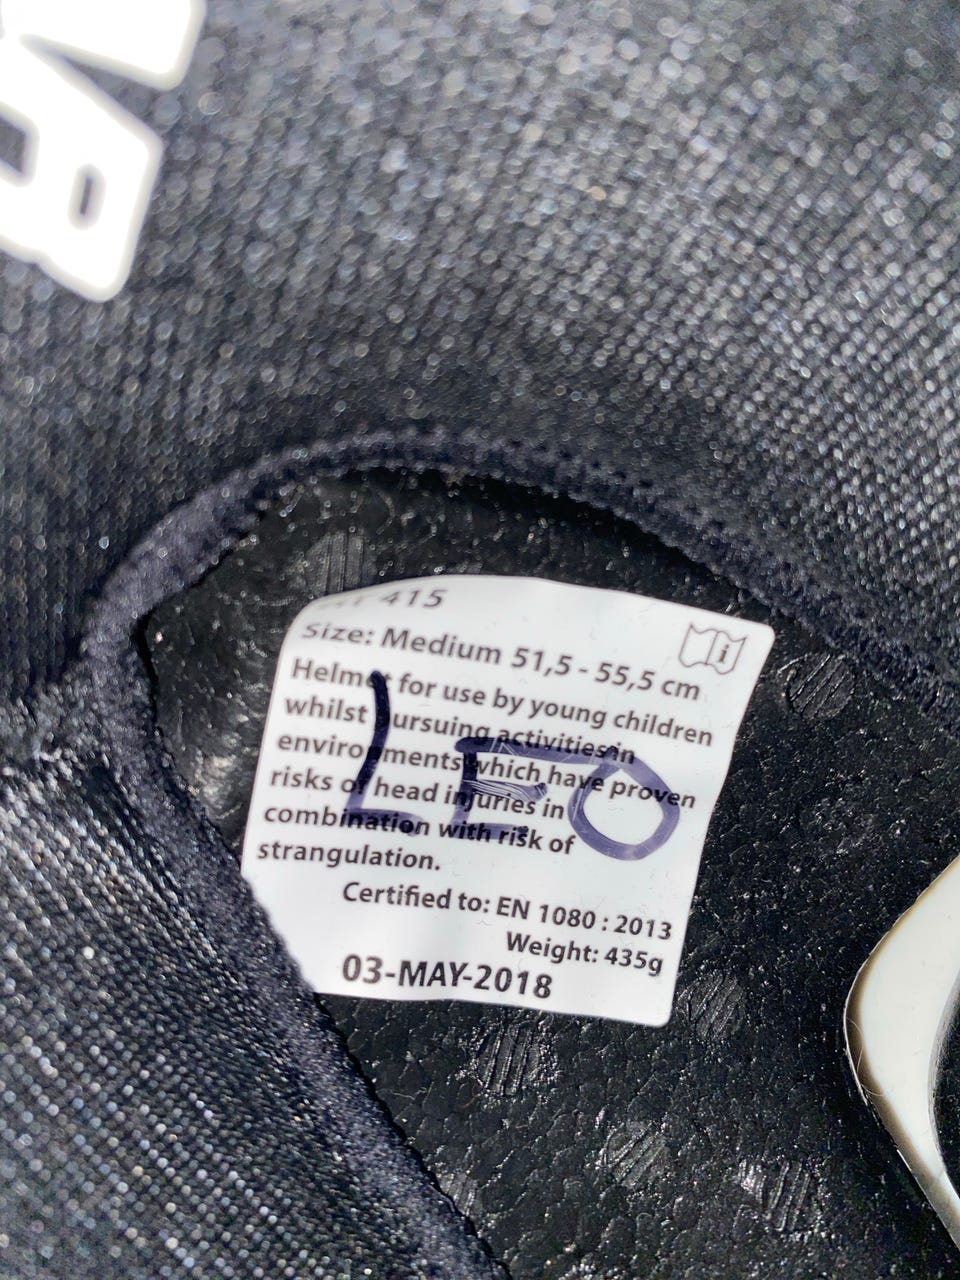 415
Size: Medium 51,5 - 55,5 cm
Helmet for use by young children
whilst pursuing activities in
environments which have proven
risks of head injuries in
combination with risk of
strangulation.
LEO
Certified to: EN 1080 : 2013
Weight: 435g
03-MAY-2018